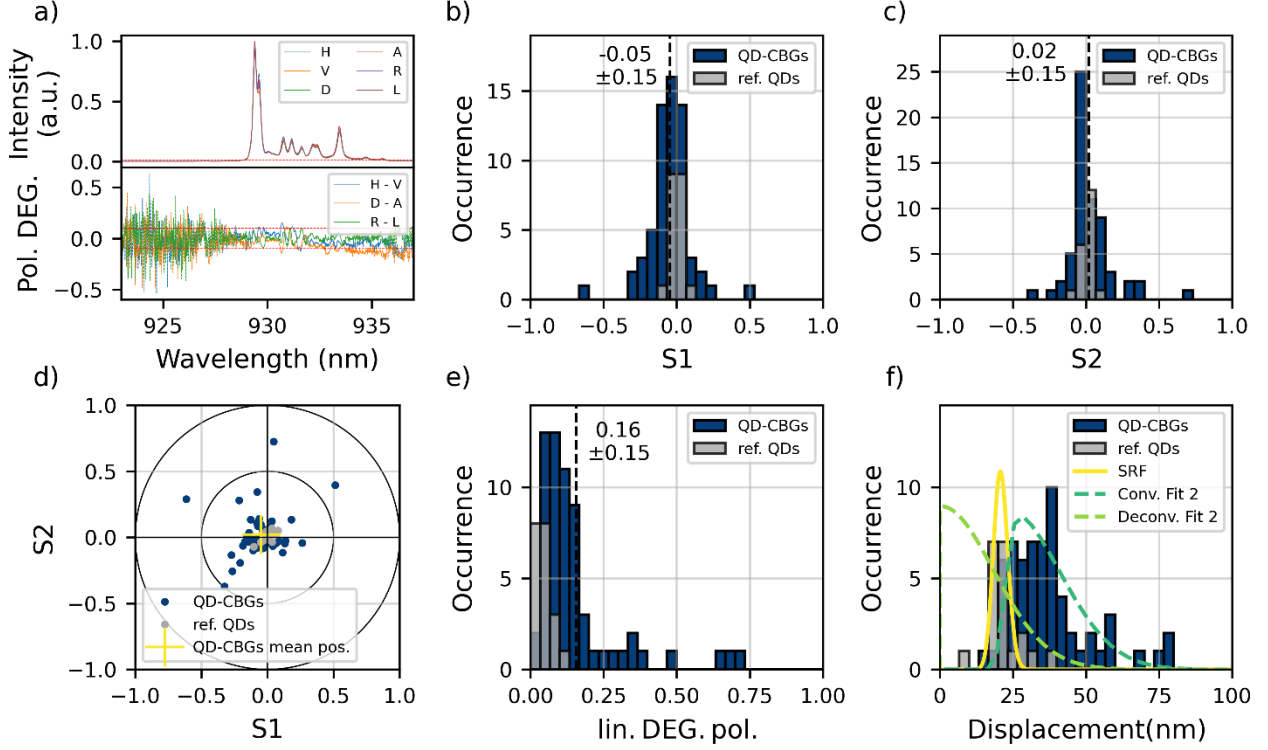 a)
Intensity
(a.u.)
1.0
0.5
0.0
H
V
D
A
R
L
Pol. DEG.
0.5
0.0
−0.5
H - V
D - A
R - L
925
930
935
Wavelength (nm)
b)
Occurrence
15
10
5
0
-0.05
±0.15
QD-CBGs
ref. QDs
−1.0
−0.5
0.0
0.5
1.0
S1
c)
Occurrence
25
20
15
10
5
0
0.02
±0.15
QD-CBGs
ref. QDs
−1.0
−0.5
0.0
0.5
1.0
S2
d)
S2
1.0
0.5
0.0
−0.5
−1.0
QD-CBGs
ref. QDs
QD-CBGs mean pos.
−1.0
−0.5
0.0
0.5
1.0
S1
e)
Occurrence
10
5
0
0.16
±0.15
QD-CBGs
ref. QDs
0.00
0.25
0.50
0.75
1.00
lin. DEG. pol.
f)
Occurrence
10
5
0
QD-CBGs
ref. QDs
SRF
Conv. Fit 2
Deconv. Fit 2
0
25
50
75
100
Displacement(nm)